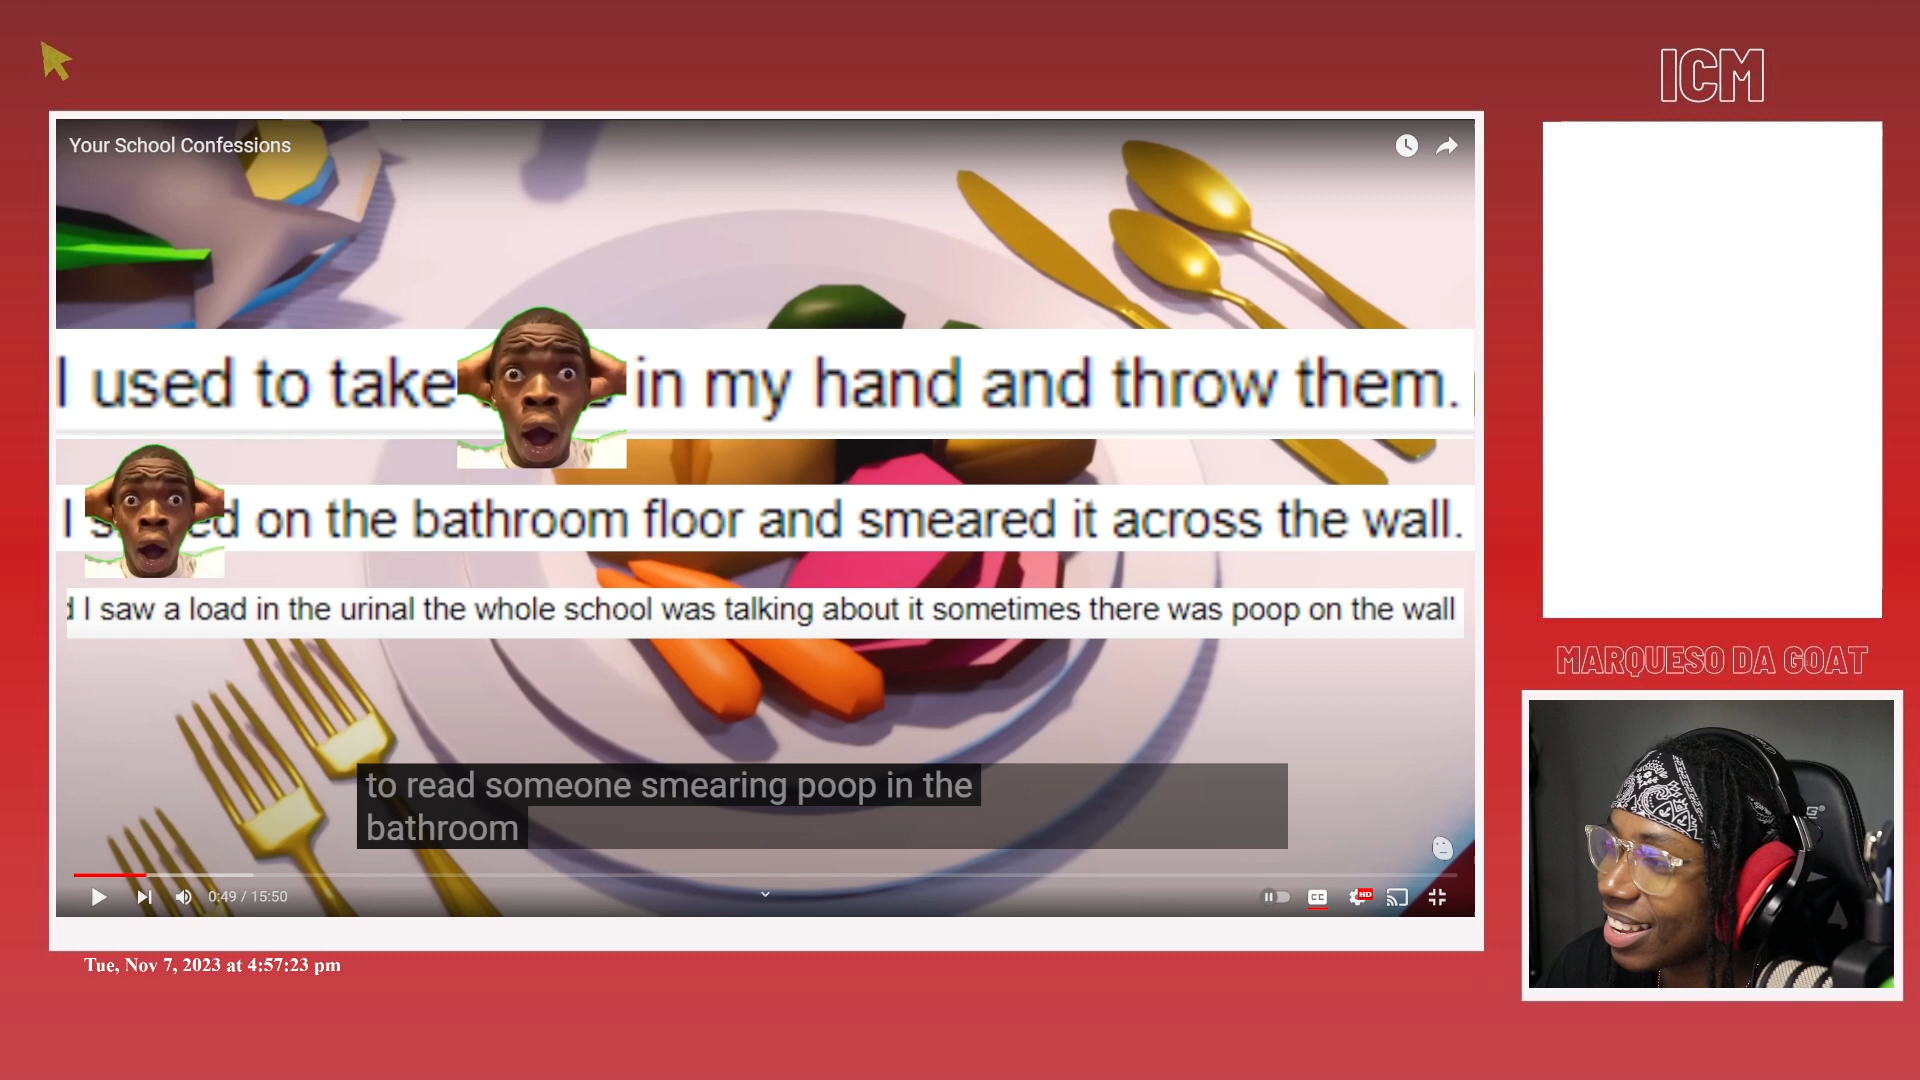 ICM
Your School Confessions
I used to take in my hand and throw them.
I on the bathroom floor and smeared it across the wall.
I saw a load in the urinal the whole school was talking about it sometimes there was poop on the wall
MARQUESO DA GOAT
to read someone smearing poop in the
bathroom
0:49 / 15:50
CC
HD
Tue, Nov 7, 2023 at 4:57:23 pm